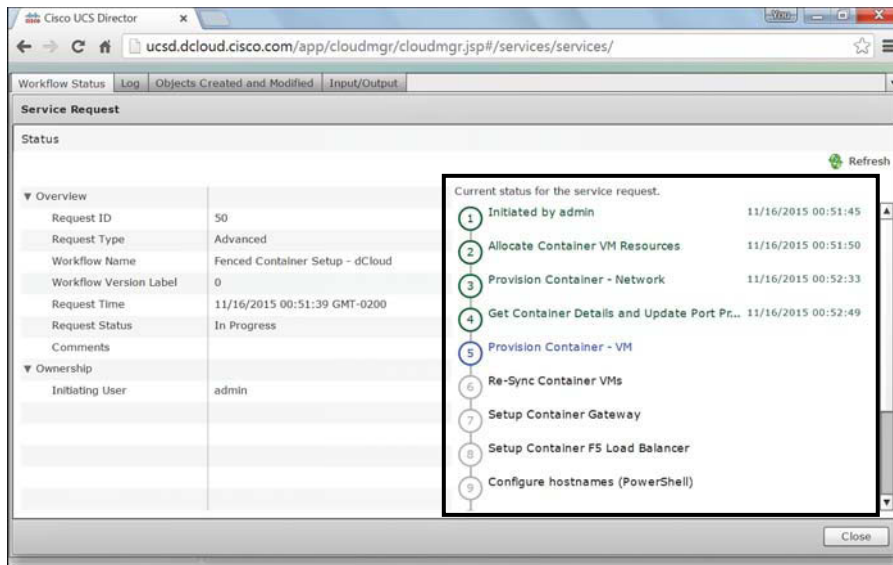 Cisco UCS Director
You
ucsd.dcloud.cisco.com/app/cloudmgr/cloudmgr.jsp#/services/services/
Workflow Status Log Objects Created and Modified Input/Output
Service Request
Status
Refresh
Overview
Request ID 50
Request Type Advanced
Workflow Name Fenced Container Setup - dCloud
Workflow Version Label 0
Request Time 11/16/2015 00:51:39 GMT-0200
Request Status In Progress
Comments
Ownership
Initiating User admin
Current status for the service request.
1 Initiated by admin 11/16/2015 00:51:45
2 Allocate Container VM Resources 11/16/2015 00:51:50
3 Provision Container - Network 11/16/2015 00:52:33
4 Get Container Details and Update Port Pr... 11/16/2015 00:52:49
5 Provision Container - VM
6 Re-Sync Container VMs
7 Setup Container Gateway
8 Setup Container F5 Load Balancer
9 Configure hostnames (PowerShell)
Close